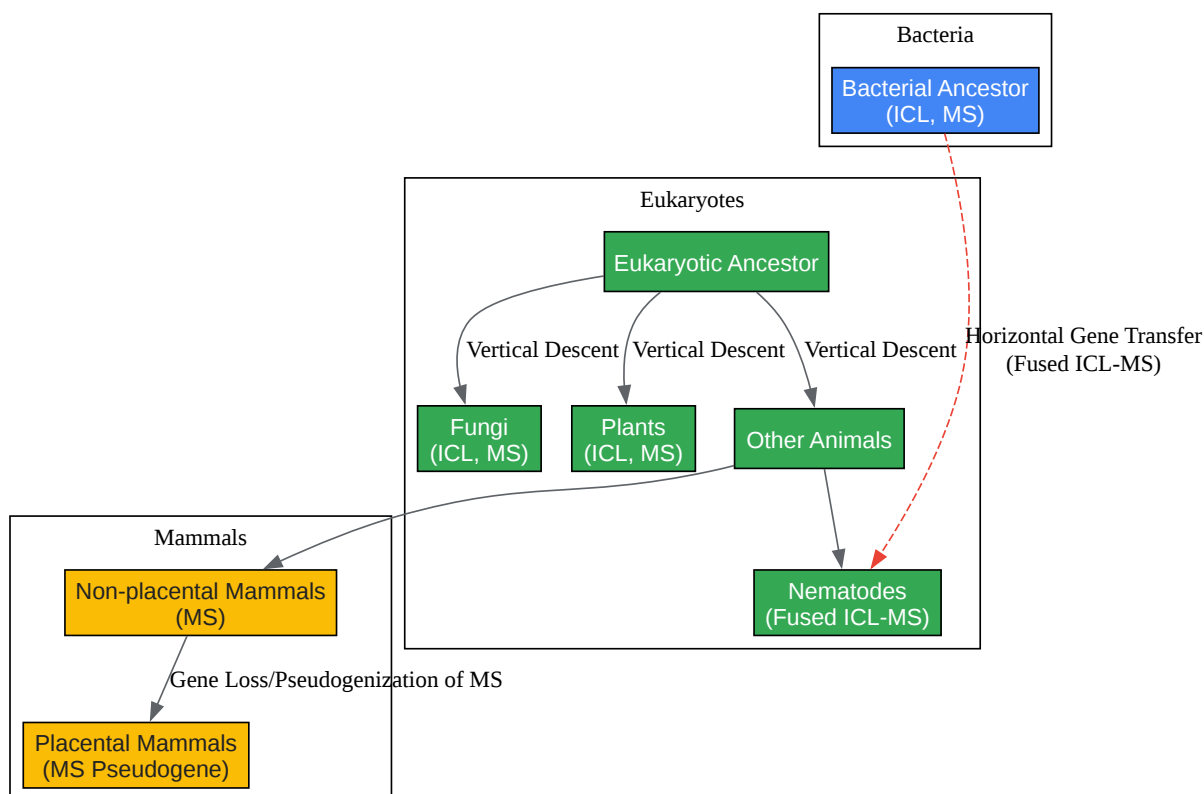 Bacteria
Bacterial Ancestor
(ICL, MS)
Eukaryotes
Eukaryotic Ancestor
Vertical Descent
Vertical Descent
Vertical Descent
Horizontal Gene Transfer
(Fused ICL-MS)
Fungi
(ICL, MS)
Plants
(ICL, MS)
Other Animals
Mammals
Non-placental Mammals
(MS)
Nematodes
(Fused ICL-MS)
Gene Loss/Pseudogenization of MS
Placental Mammals
(MS Pseudogene)